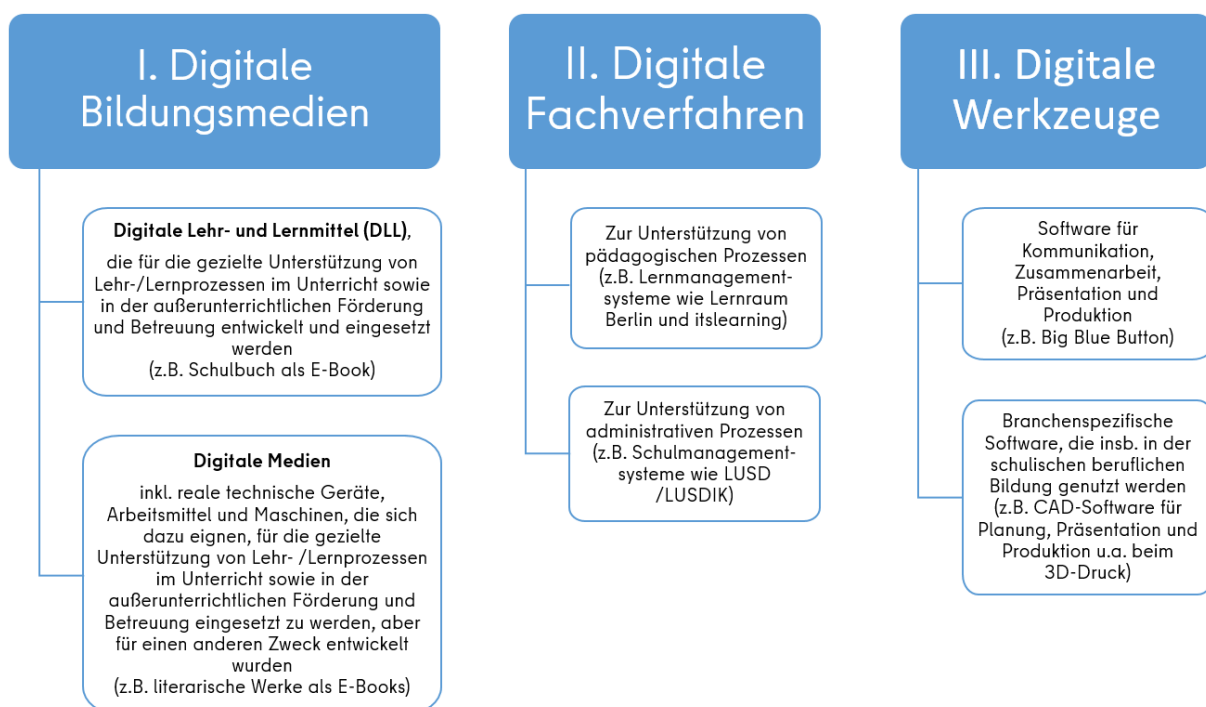 I. Digitale
Bildungsmedien
Digitale Lehr- und Lernmittel (DLL),
die für die gezielte Unterstützung von
Lehr-/Lernprozessen im Unterricht sowie
in der außerunterrichtlichen Förderung
und Betreuung entwickelt und eingesetzt
werden
(z.B. Schulbuch als E-Book)
Digitale Medien
inkl. reale technische Geräte,
Arbeitsmittel und Maschinen, die sich
dazu eignen, für die gezielte
Unterstützung von Lehr- /Lernprozessen
im Unterricht sowie in der
außerunterrichtlichen Förderung und
Betreuung eingesetzt zu werden, aber
für einen anderen Zweck entwickelt
wurden
(z.B. literarische Werke als E-Books)
II. Digitale
Fachverfahren
Zur Unterstützung von
pädagogischen Prozessen
(z.B. Lernmanagement-
systeme wie Lernraum
Berlin und itslearning)
Zur Unterstützung von
administrativen Prozessen
(z.B. Schulmanagement-
systeme wie LUSD
/LUSDIK)
III. Digitale
Werkzeuge
Software für
Kommunikation,
Zusammenarbeit,
Präsentation und
Produktion
(z.B. Big Blue Button)
Branchenspezifische
Software, die insb. in der
schulischen beruflichen
Bildung genutzt werden
(z.B. CAD-Software für
Planung, Präsentation und
Produktion u.a. beim
3D-Druck)